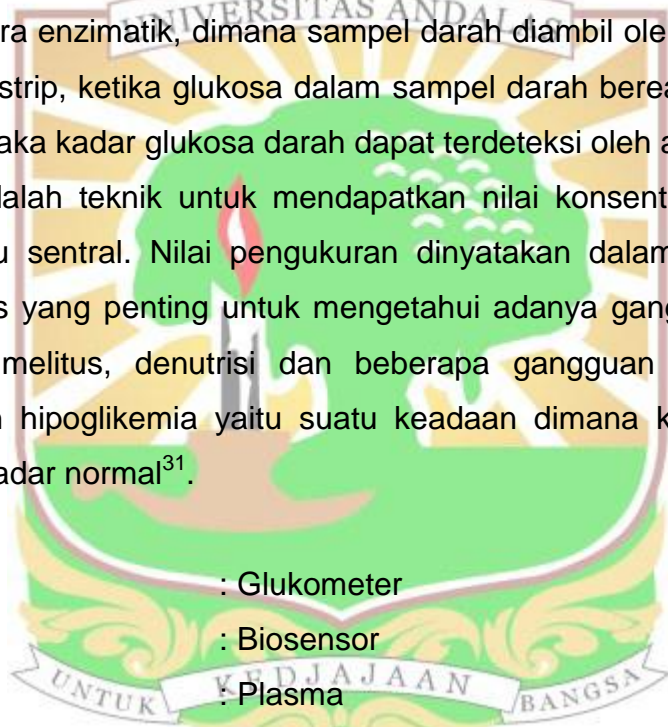 UNIVERSITAS ANDALAS
ra enzimatik, dimana sampel darah diambil ole
strip, ketika glukosa dalam sampel darah berea
aka kadar glukosa darah dapat terdeteksi oleh a
dalah teknik untuk mendapatkan nilai konsent
u sentral. Nilai pengukuran dinyatakan dalam
s yang penting untuk mengetahui adanya gang
melitus, denutrisi dan beberapa gangguan
n hipoglikemia yaitu suatu keadaan dimana k
adar normal³¹.
: Glukometer
: Biosensor
: Plasma
UNTUK KEDJAJAAN BANGSA